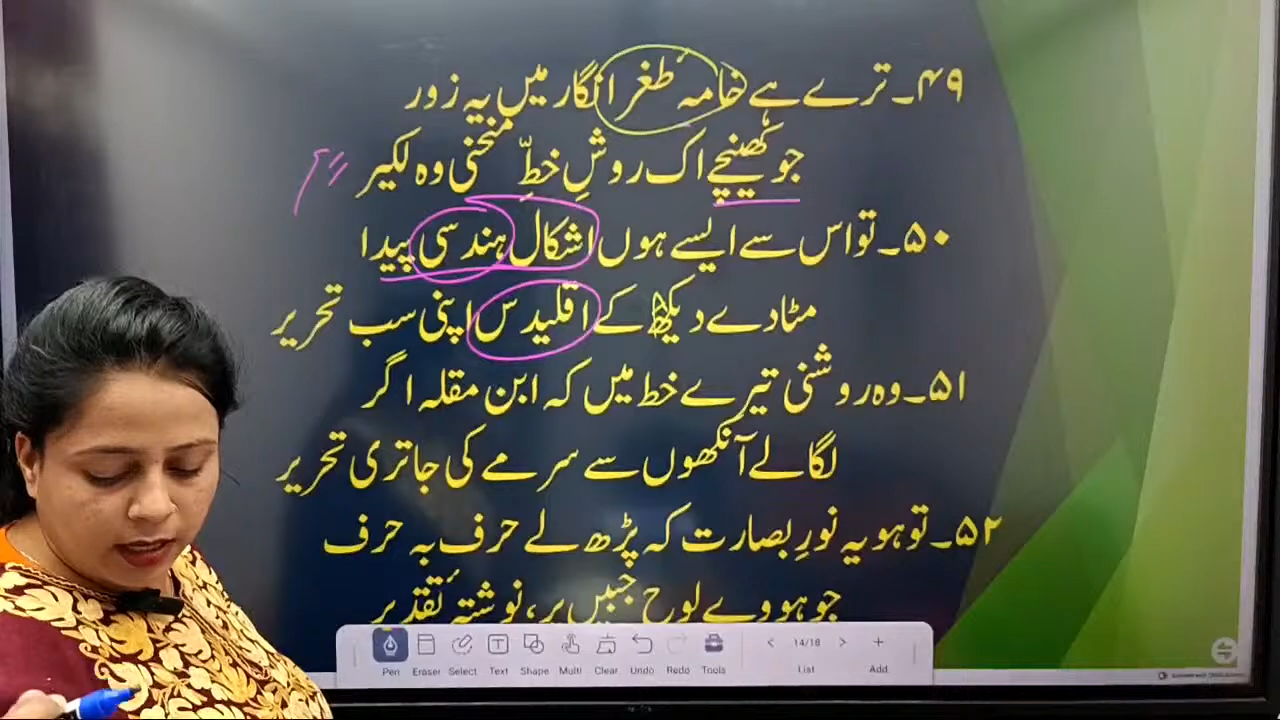 ۴۹۔ ترے ہے خامہ طغرا نگار میں یہ زور
جو کھینچے اک روشِ خطِّ منحنی وہ لکیر
۵۰۔ تو اس سے ایسے ہوں اشکال ہندسی پیدا
مٹا دے دیکھ کے اقلیدس اپنی سب تحریر
۵۱۔ وہ روشنی تیرے خط میں کہ ابن مقلہ اگر
لگا لے آنکھوں سے سرمے کی جا تری تحریر
۵۲۔ تو ہو یہ نورِ بصارت کہ پڑھ لے حرف بہ حرف
جو ہووے لوح جبیں پر، نوشتۂ تقدیر
Pen Eraser Select Text Shape Multi Clear Undo Redo Tools < 14/18 > +
List Add